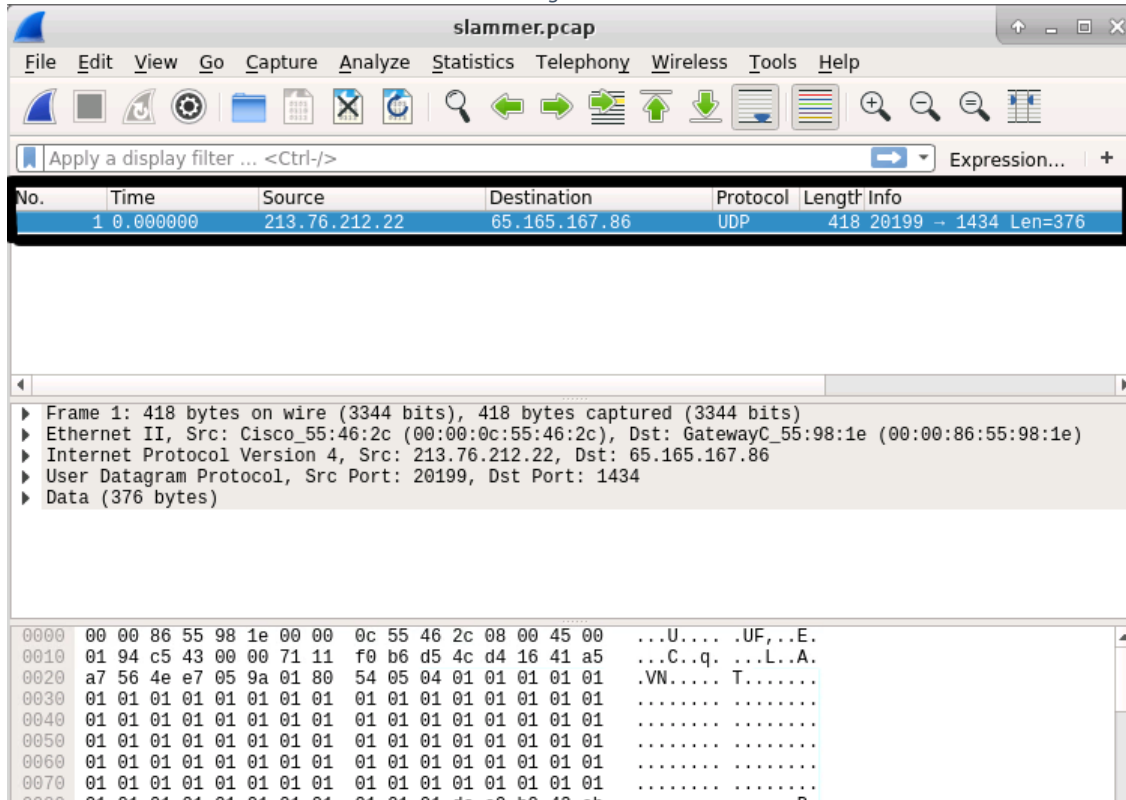 slammer.pcap
File Edit View Go Capture Analyze Statistics Telephony Wireless Tools Help
Apply a display filter ... <Ctrl-/> Expression... +
No. Time Source Destination Protocol Length Info
1 0.000000 213.76.212.22 65.165.167.86 UDP 418 20199 → 1434 Len=376
Frame 1: 418 bytes on wire (3344 bits), 418 bytes captured (3344 bits)
Ethernet II, Src: Cisco_55:46:2c (00:00:0c:55:46:2c), Dst: GatewayC_55:98:1e (00:00:86:55:98:1e)
Internet Protocol Version 4, Src: 213.76.212.22, Dst: 65.165.167.86
User Datagram Protocol, Src Port: 20199, Dst Port: 1434
Data (376 bytes)
0000 00 00 86 55 98 1e 00 00 0c 55 46 2c 08 00 45 00 ...U.... .UF,..E.
0010 01 94 c5 43 00 00 71 11 f0 b6 d5 4c d4 16 41 a5 ...C..q. ...L..A.
0020 a7 56 4e e7 05 9a 01 80 54 05 04 01 01 01 01 01 .VN..... T.......
0030 01 01 01 01 01 01 01 01 01 01 01 01 01 01 01 01 ........ ........
0040 01 01 01 01 01 01 01 01 01 01 01 01 01 01 01 01 ........ ........
0050 01 01 01 01 01 01 01 01 01 01 01 01 01 01 01 01 ........ ........
0060 01 01 01 01 01 01 01 01 01 01 01 01 01 01 01 01 ........ ........
0070 01 01 01 01 01 01 01 01 01 01 01 01 01 01 01 01 ........ ........